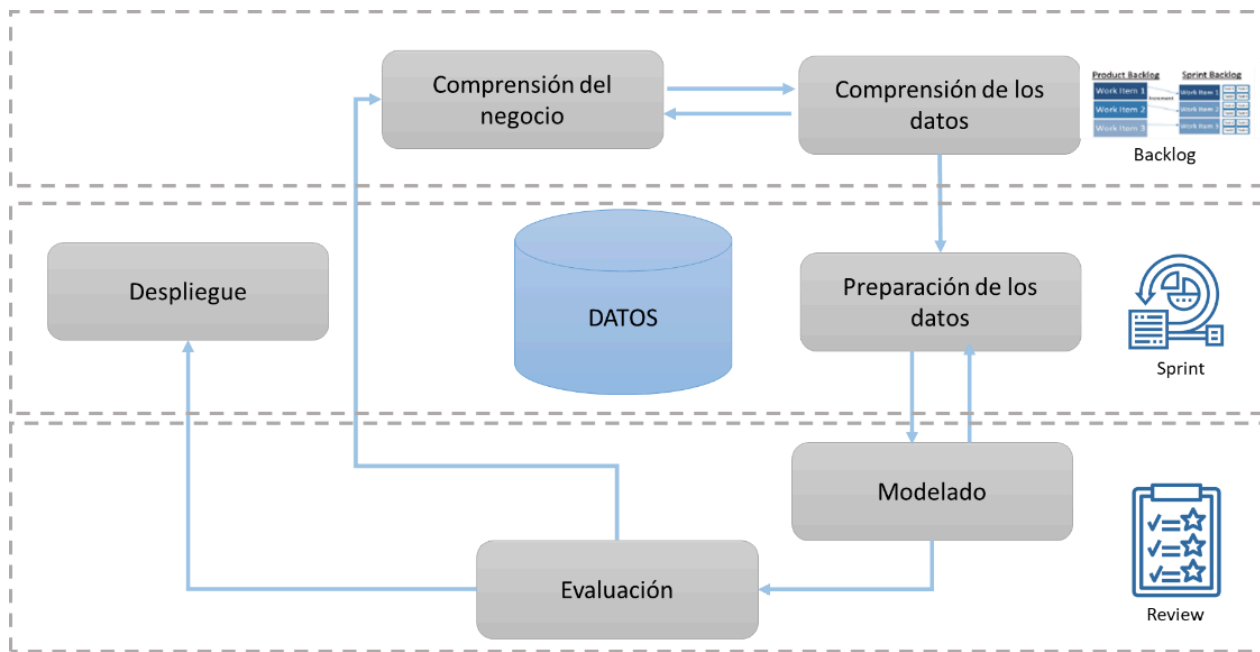 Comprensión del
negocio
Comprensión de los
datos
Product Backlog
Sprint Backlog
Work Item 1
Work Item 2
Work Item 3
Increment
Work Item 1
Work Item 2
Work Item 3
Backlog
Despliegue
DATOS
Preparación de los
datos
Sprint
Modelado
Evaluación
Review